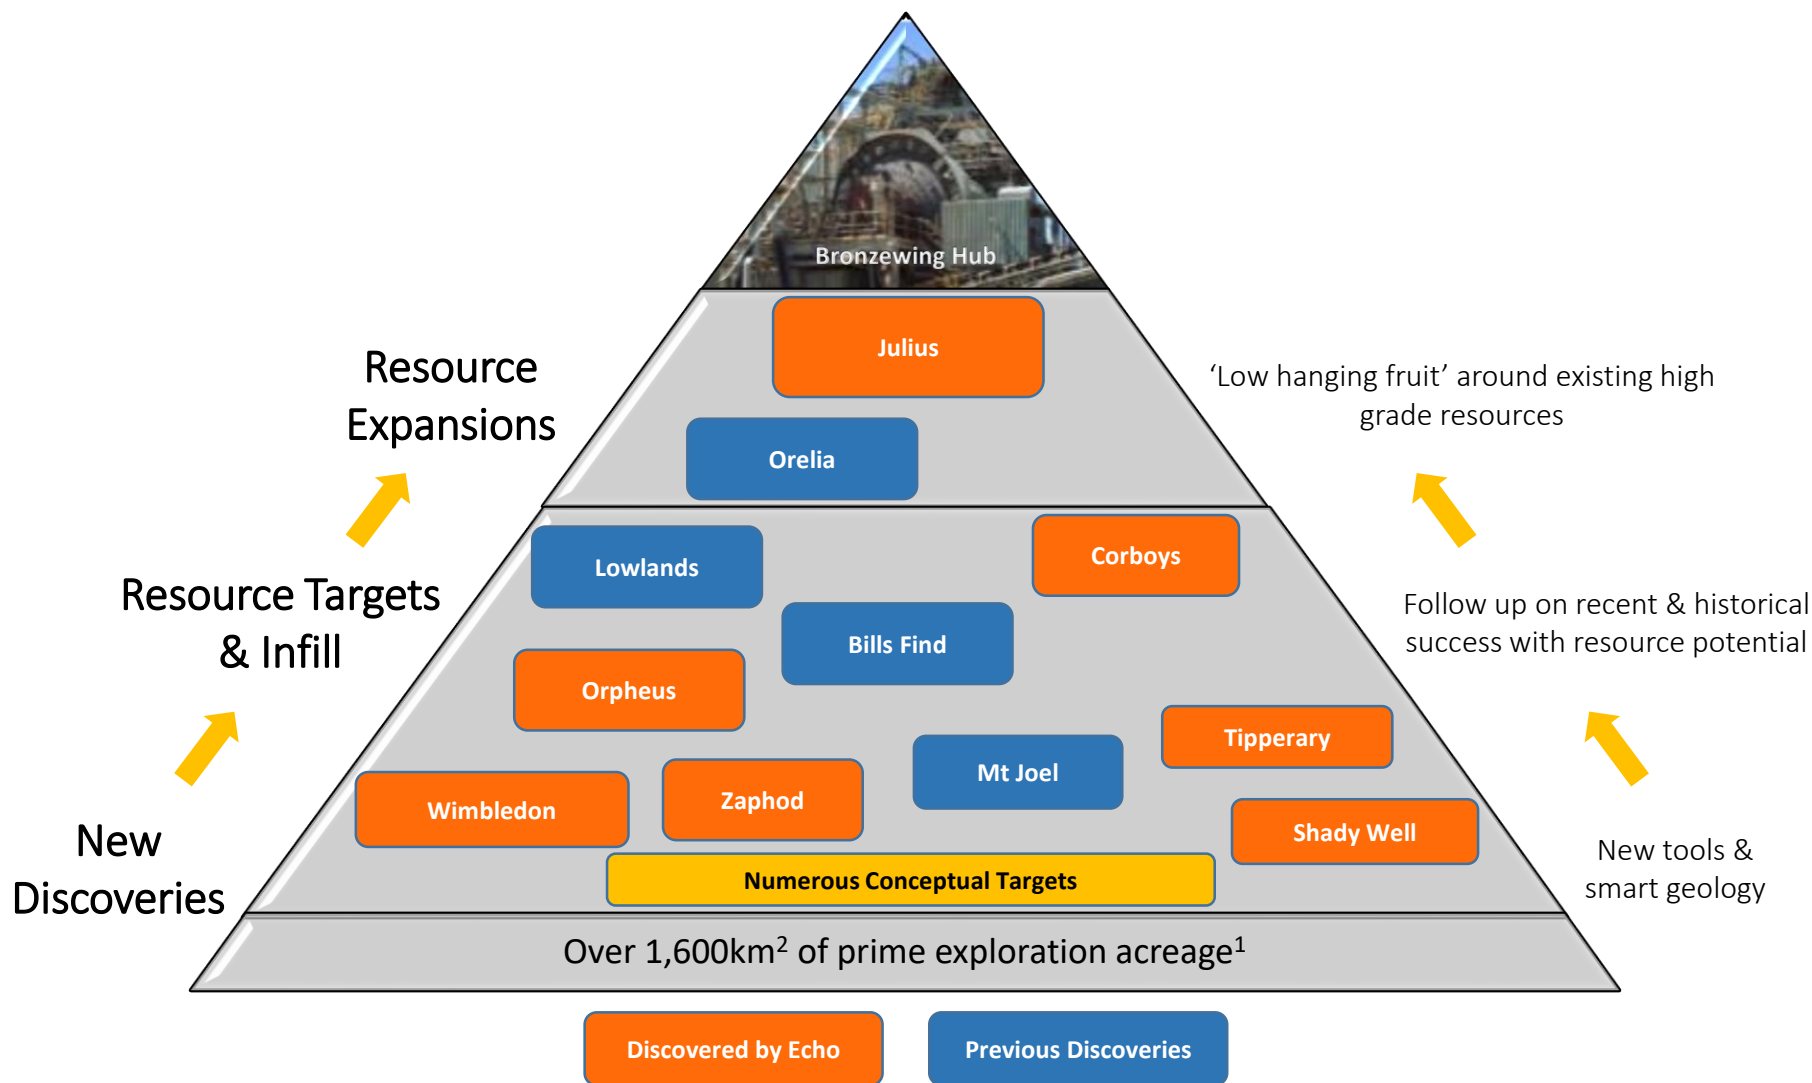 Bronzewing Hub
Julius
Resource
Expansions
‘Low hanging fruit’ around existing high
grade resources
Orelia
Lowlands
Corboys
Resource Targets
& Infill
Follow up on recent & historical
success with resource potential
Bills Find
Orpheus
Tipperary
Mt Joel
Zaphod
Wimbledon
Shady Well
New
Discoveries
New tools &
smart geology
Numerous Conceptual Targets
Over 1,600km² of prime exploration acreage¹
Discovered by Echo
Previous Discoveries